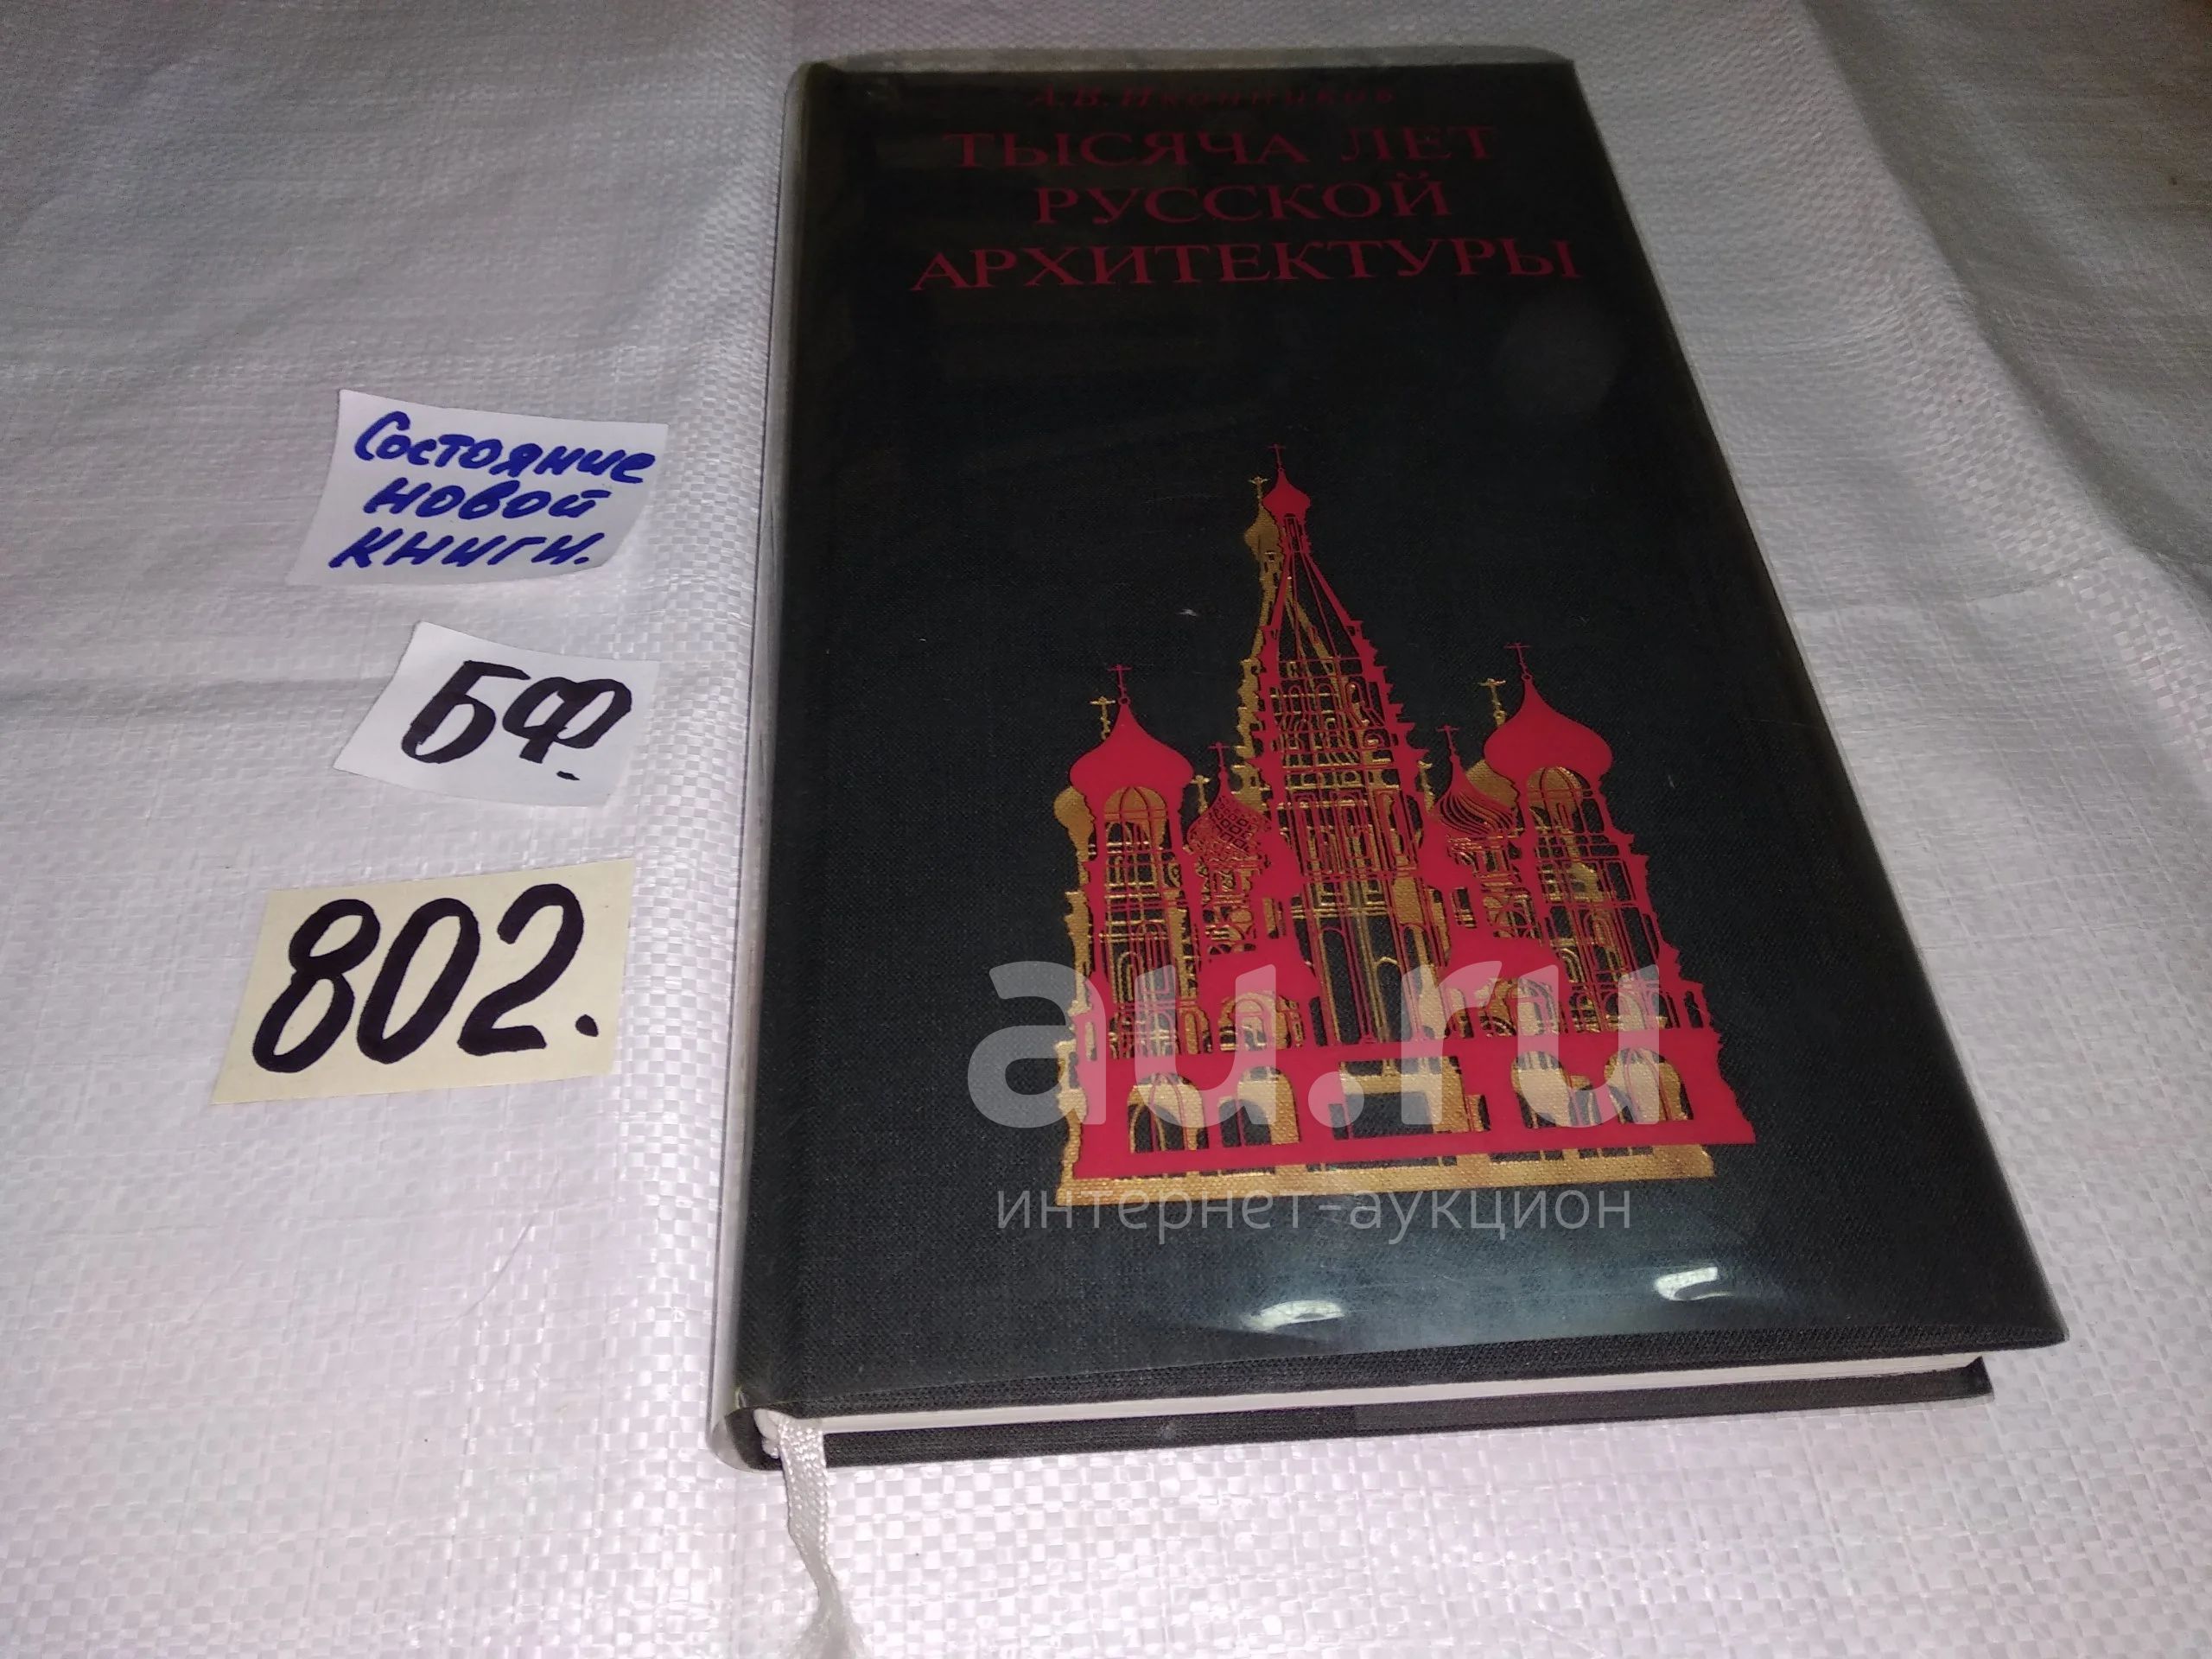 А.В. Иконников
ТЫСЯЧА ЛЕТ
РУССКОЙ
АРХИТЕКТУРЫ
Состояние
новой
книги.
БФ.
802.
au.ru
интернет-аукцион